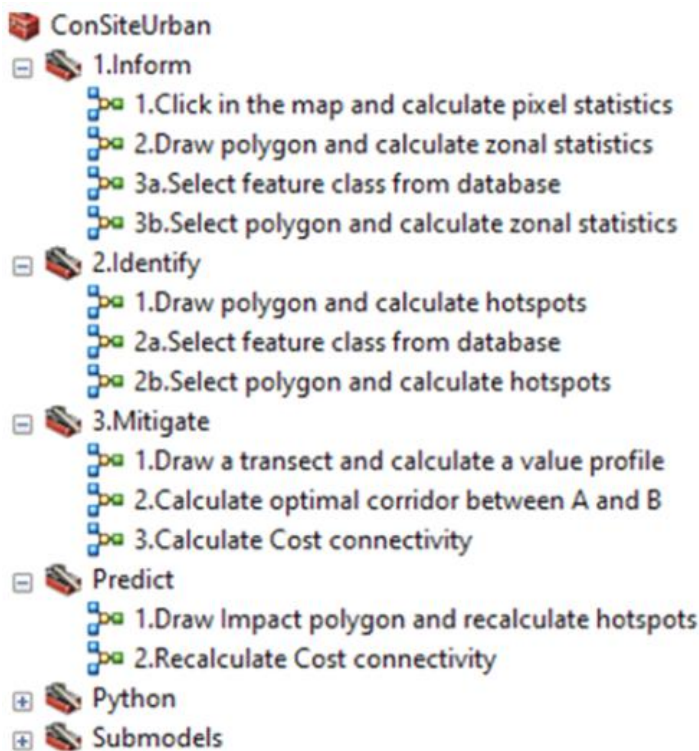 ConSiteUrban
1.Inform
1.Click in the map and calculate pixel statistics
2.Draw polygon and calculate zonal statistics
3a.Select feature class from database
3b.Select polygon and calculate zonal statistics
2.Identify
1.Draw polygon and calculate hotspots
2a.Select feature class from database
2b.Select polygon and calculate hotspots
3.Mitigate
1.Draw a transect and calculate a value profile
2.Calculate optimal corridor between A and B
3.Calculate Cost connectivity
Predict
1.Draw Impact polygon and recalculate hotspots
2.Recalculate Cost connectivity
Python
Submodels